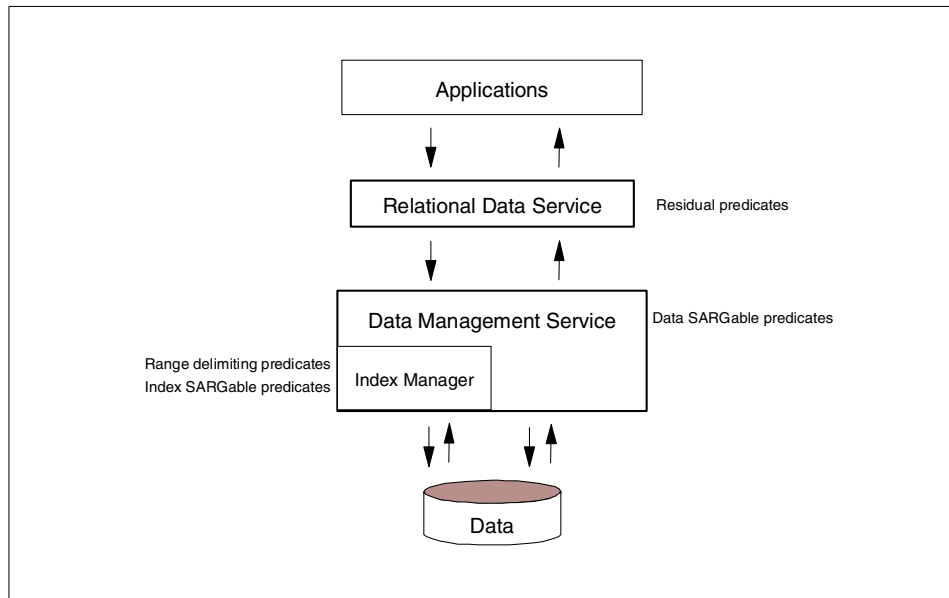 Applications
Relational Data Service
Residual predicates
Data Management Service
Data SARGable predicates
Range delimiting predicates
Index SARGable predicates
Index Manager
Data